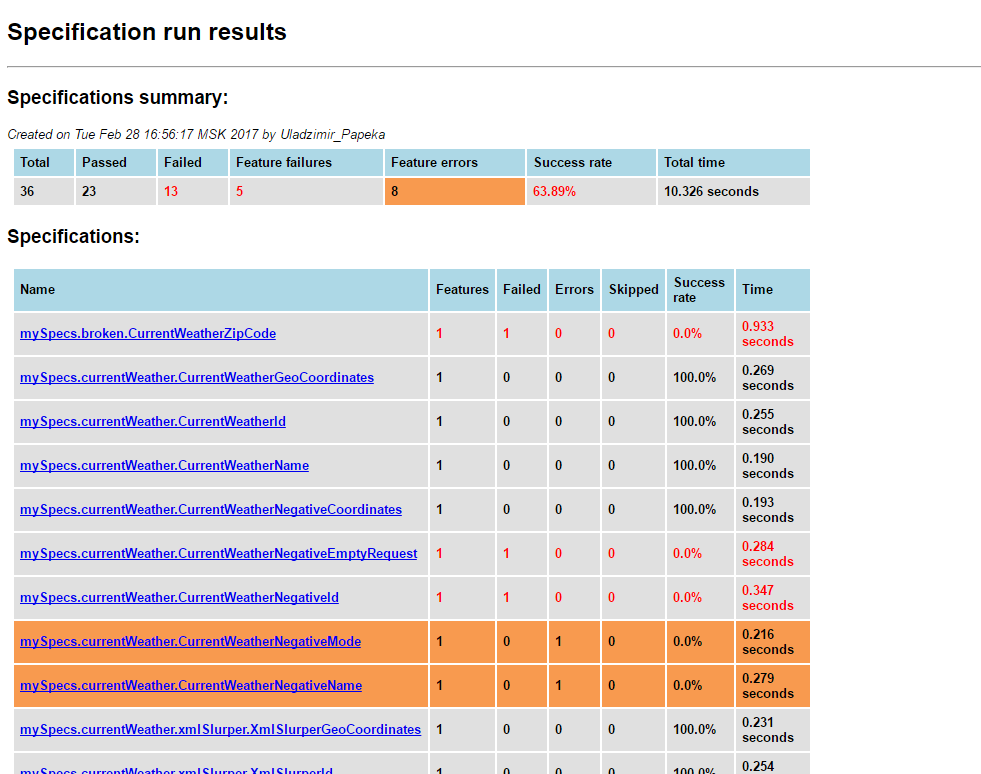 Specification run results
Specifications summary:
Created on Tue Feb 28 16:56:17 MSK 2017 by Uladzimir_Papeka
Total Passed Failed Feature failures Feature errors Success rate Total time
36 23 13 5 8 63.89% 10.326 seconds
Specifications:
Name Features Failed Errors Skipped Success rate Time
mySpecs.broken.CurrentWeatherZipCode 1 1 0 0 0.0% 0.933 seconds
mySpecs.currentWeather.CurrentWeatherGeoCoordinates 1 0 0 0 100.0% 0.269 seconds
mySpecs.currentWeather.CurrentWeatherId 1 0 0 0 100.0% 0.255 seconds
mySpecs.currentWeather.CurrentWeatherName 1 0 0 0 100.0% 0.190 seconds
mySpecs.currentWeather.CurrentWeatherNegativeCoordinates 1 0 0 0 100.0% 0.193 seconds
mySpecs.currentWeather.CurrentWeatherNegativeEmptyRequest 1 1 0 0 0.0% 0.284 seconds
mySpecs.currentWeather.CurrentWeatherNegativeId 1 1 0 0 0.0% 0.347 seconds
mySpecs.currentWeather.CurrentWeatherNegativeMode 1 0 1 0 0.0% 0.216 seconds
mySpecs.currentWeather.CurrentWeatherNegativeName 1 0 1 0 0.0% 0.279 seconds
mySpecs.currentWeather.xmlSlurper.XmlSlurperGeoCoordinates 1 0 0 0 100.0% 0.231 seconds
mySpecs.currentWeather.xmlSlurper.XmlSlurperId 1 0 0 0 100.0% 0.254